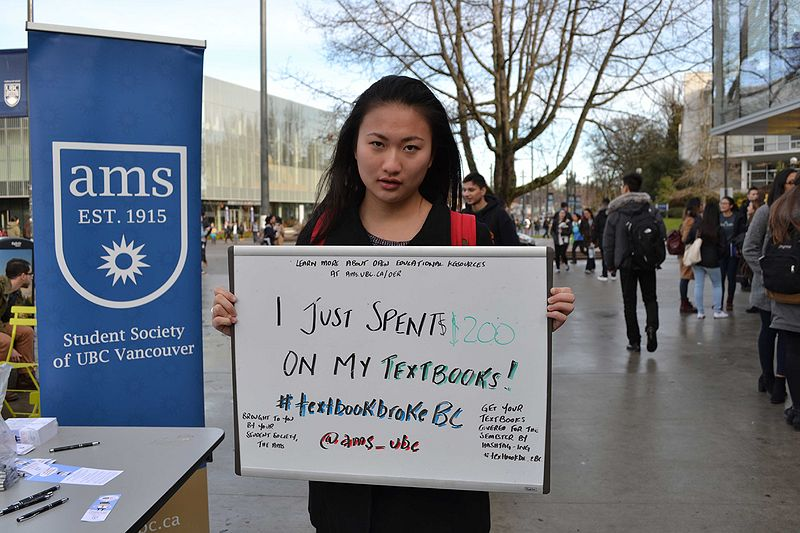 ams
EST. 1915
Student Society
of UBC Vancouver
LEARN MORE ABOUT OPEN EDUCATIONAL RESOURCES
AT AMS.UBC.CA/OER
I JUST SPENT $ $1200
ON MY TEXTBOOKS!
#textbookbrokeBC
@ams_ubc
BROUGHT TO YOU
BY YOUR
STUDENT SOCIETY,
THE AMS
GET YOUR
TEXTBOOKS
COVERED FOR THE
SEMESTER BY
HASHTAG-ING
bc.ca